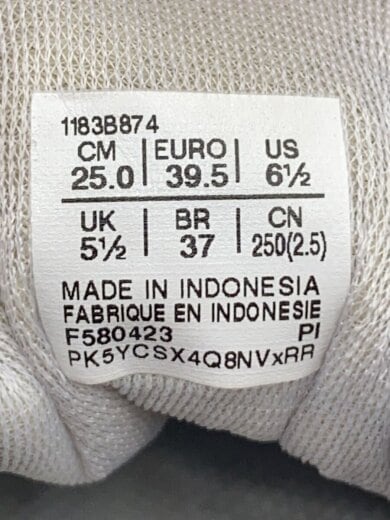 1183B874
CM | EURO | US
25.0 | 39.5 | 6½
UK | BR | CN
5½ | 37 | 250(2.5)
MADE IN INDONESIA
FABRIQUE EN INDONESIE
F580423 PI
PK5YCSX4Q8NVxRR